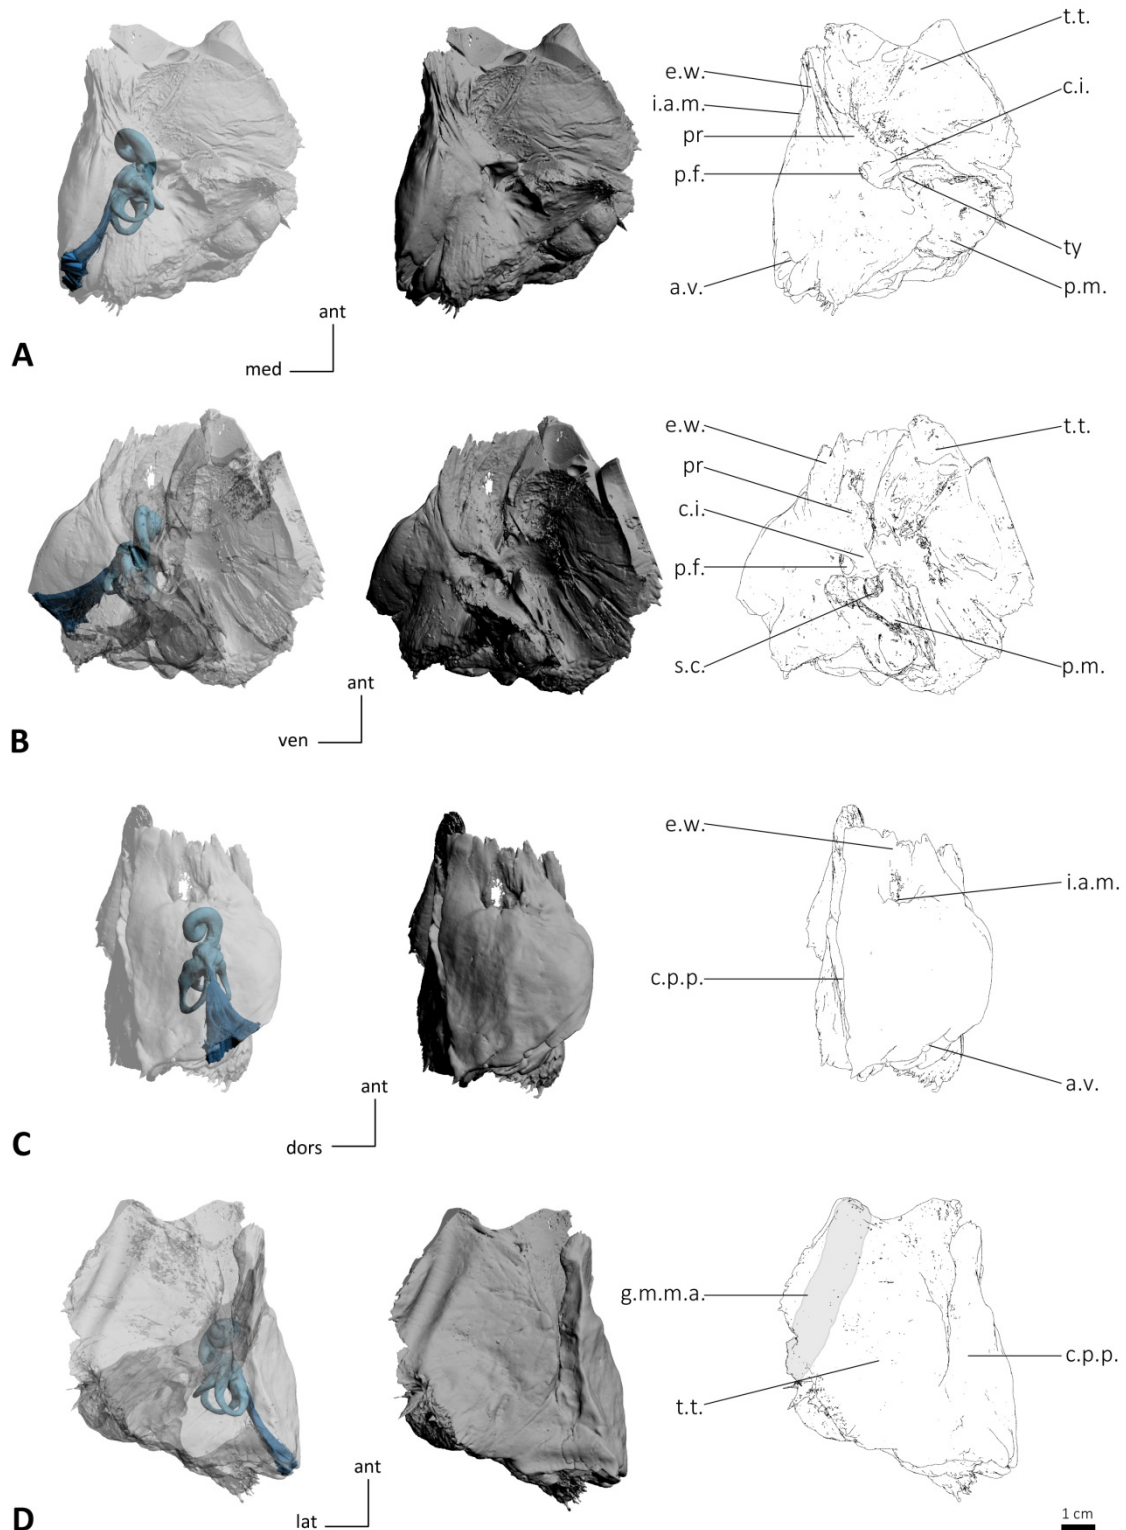 t.t.
e.w.
c.i.
i.a.m.
pr
p.f.
ty
a.v.
p.m.
ant
med
A
e.w.
t.t.
pr
c.i.
p.f.
s.c.
p.m.
ant
ven
B
e.w.
i.a.m.
c.p.p.
a.v.
ant
dors
C
g.m.m.a.
c.p.p.
t.t.
ant
lat
D
1 cm